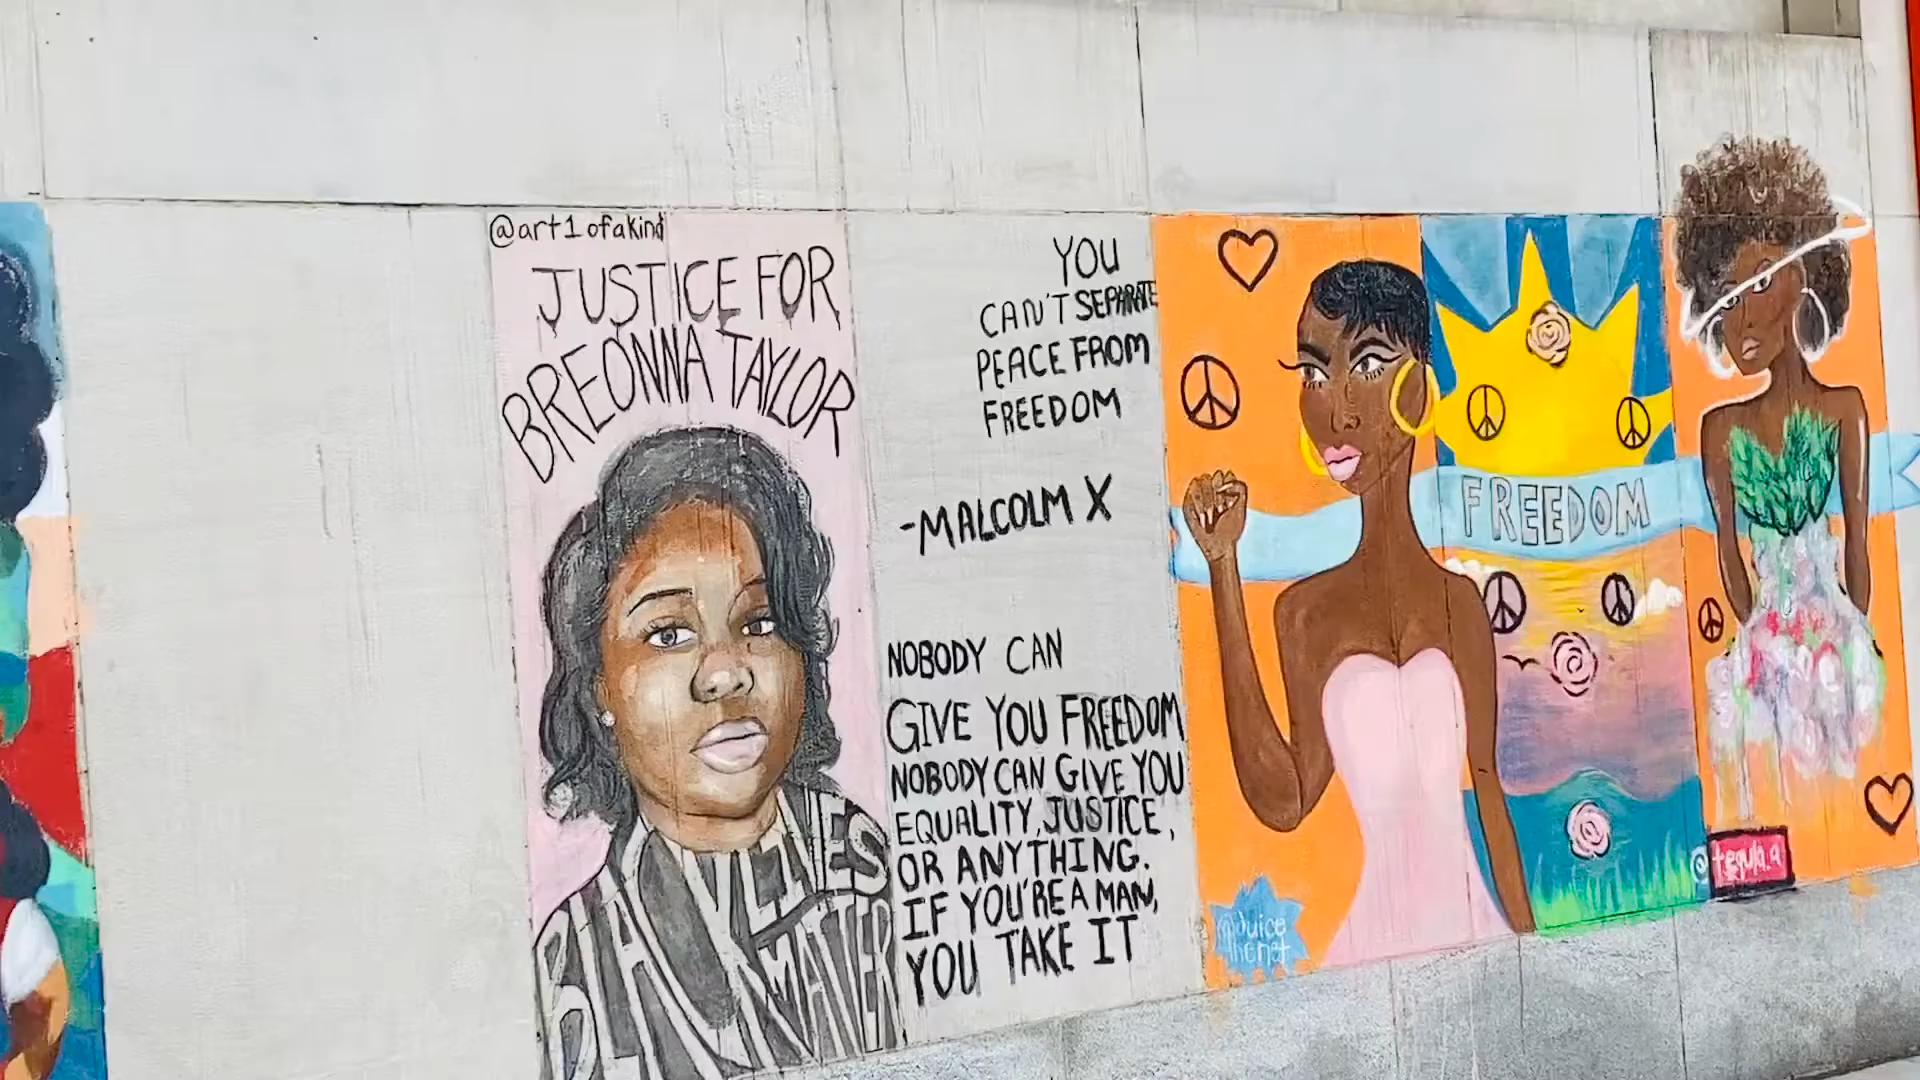 @art1ofakind
JUSTICE FOR
BREONNA TAYLOR
BLACK LIVES
MATTER
YOU
CAN'T SEPARATE
PEACE FROM
FREEDOM
-MALCOLM X
NOBODY CAN
GIVE YOU FREEDOM
NOBODY CAN GIVE YOU
EQUALITY, JUSTICE,
OR ANYTHING.
IF YOU'RE A MAN,
YOU TAKE IT
FREEDOM
@tequla.a